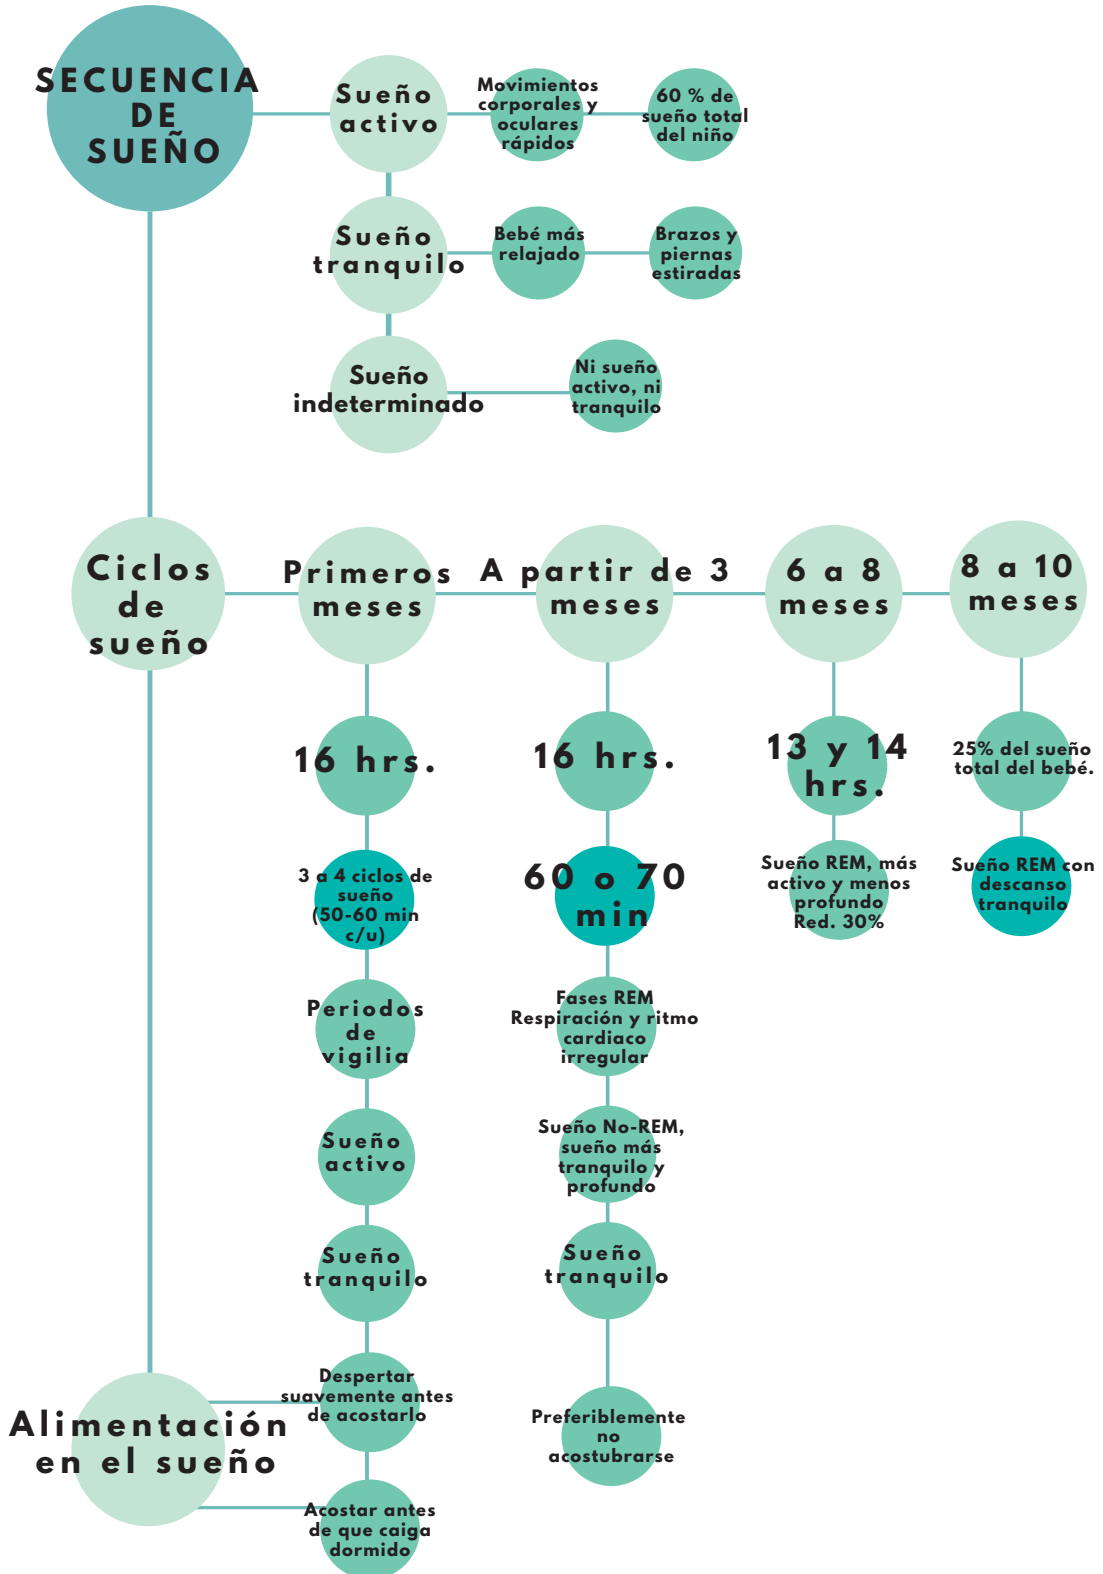 SECUENCIA
DE
SUEÑO
Sueño
activo
Movimientos
corporales y
oculares
rápidos
60 % de
sueño total
del niño
Sueño
tranquilo
Bebé más
relajado
Brazos y
piernas
estiradas
Sueño
indeterminado
Ni sueño
activo, ni
tranquilo
Ciclos
de
sueño
Primeros
meses
A partir de 3
meses
6 a 8
meses
8 a 10
meses
16 hrs.
16 hrs.
13 y 14
hrs.
25% del sueño
total del bebé.
3 a 4 ciclos de
sueño
(50-60 min
c/u)
60 o 70
min
Sueño REM, más
activo y menos
profundo
Red. 30%
Sueño REM con
descanso
tranquilo
Periodos
de
vigilia
Fases REM
Respiración y ritmo
cardiaco
irregular
Sueño
activo
Sueño No-REM,
sueño más
tranquilo y
profundo
Sueño
tranquilo
Sueño
tranquilo
Alimentación
en el sueño
Despertar
suavemente antes
de acostarlo
Preferiblemente
no
acostubrarse
Acostar antes
de que caiga
dormido